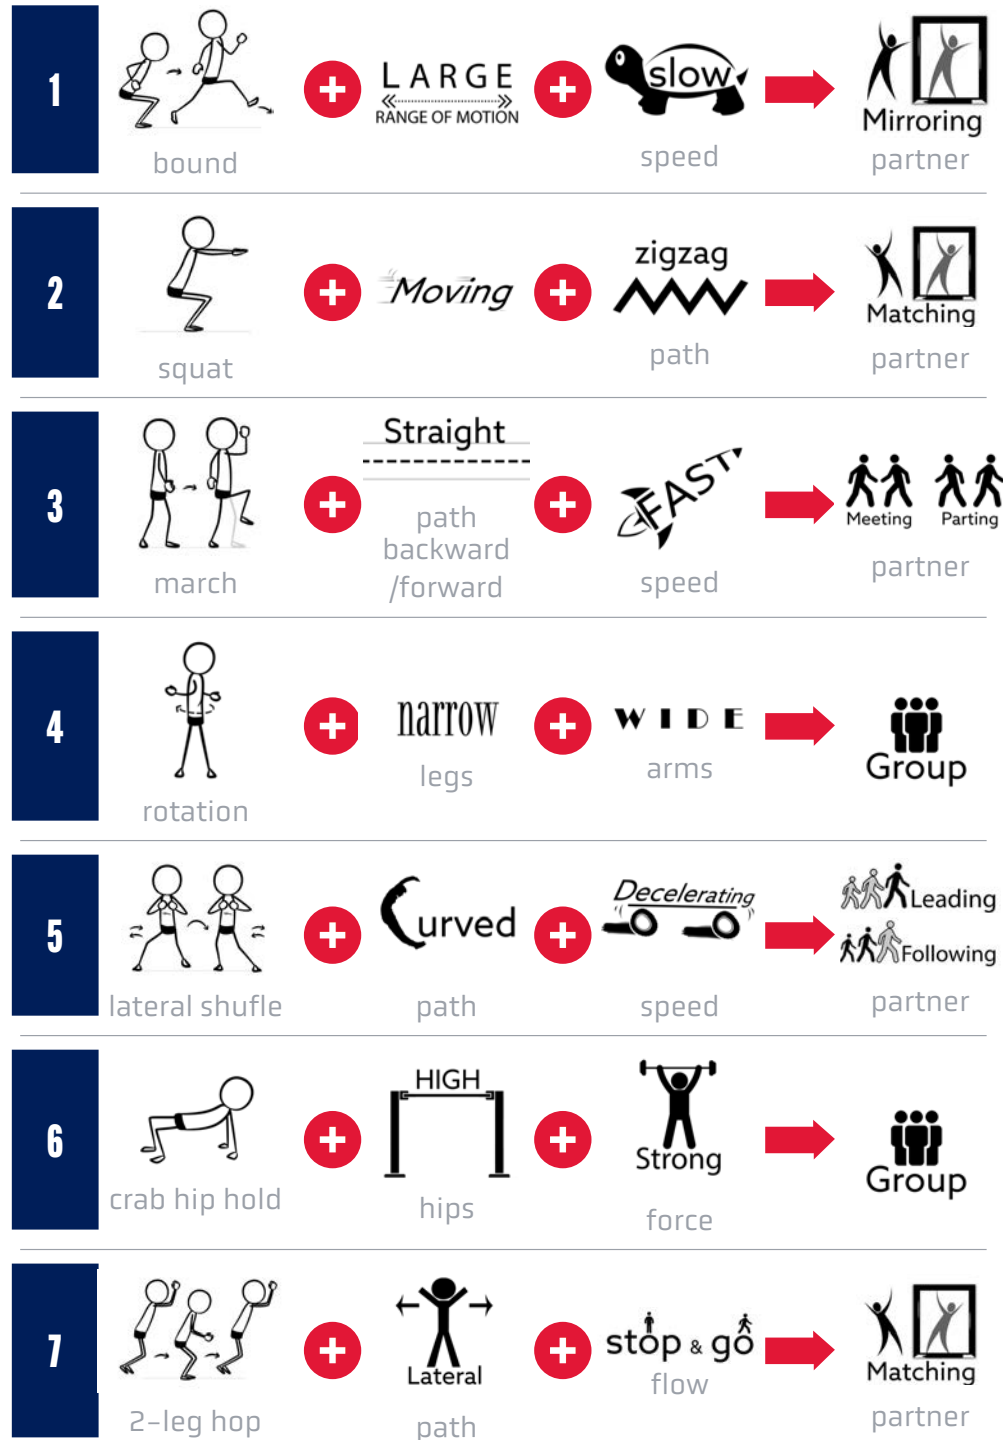 1
bound
LARGE
RANGE OF MOTION
slow
speed
Mirroring
partner
2
squat
Moving
zigzag
path
Matching
partner
3
march
Straight
path
backward
/forward
FAST
speed
Meeting Parting
partner
4
rotation
narrow
legs
WIDE
arms
Group
5
lateral shufle
Curved
path
Decelerating
speed
Leading
Following
partner
6
crab hip hold
HIGH
hips
Strong
force
Group
7
2-leg hop
Lateral
path
stop & go
flow
Matching
partner